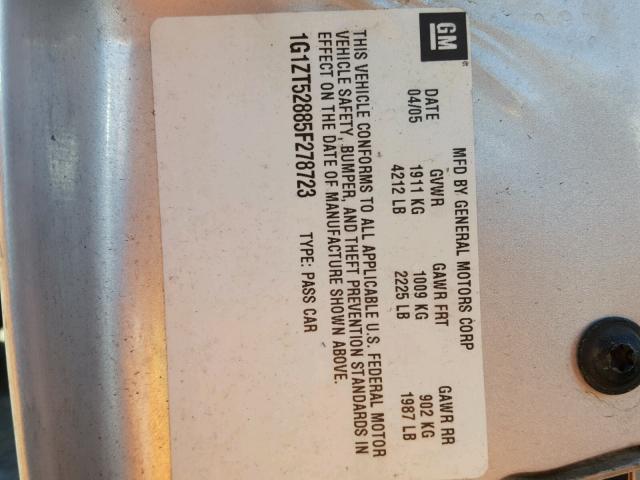 GM
MFD BY GENERAL MOTORS CORP
DATE GVWR GAWR FRT GAWR RR
04/05 1911 KG 1009 KG 902 KG
4212 LB 2225 LB 1987 LB
THIS VEHICLE CONFORMS TO ALL APPLICABLE U.S. FEDERAL MOTOR
VEHICLE SAFETY, BUMPER, AND THEFT PREVENTION STANDARDS IN
EFFECT ON THE DATE OF MANUFACTURE SHOWN ABOVE.
1G1ZT52885F278723 TYPE: PASS CAR